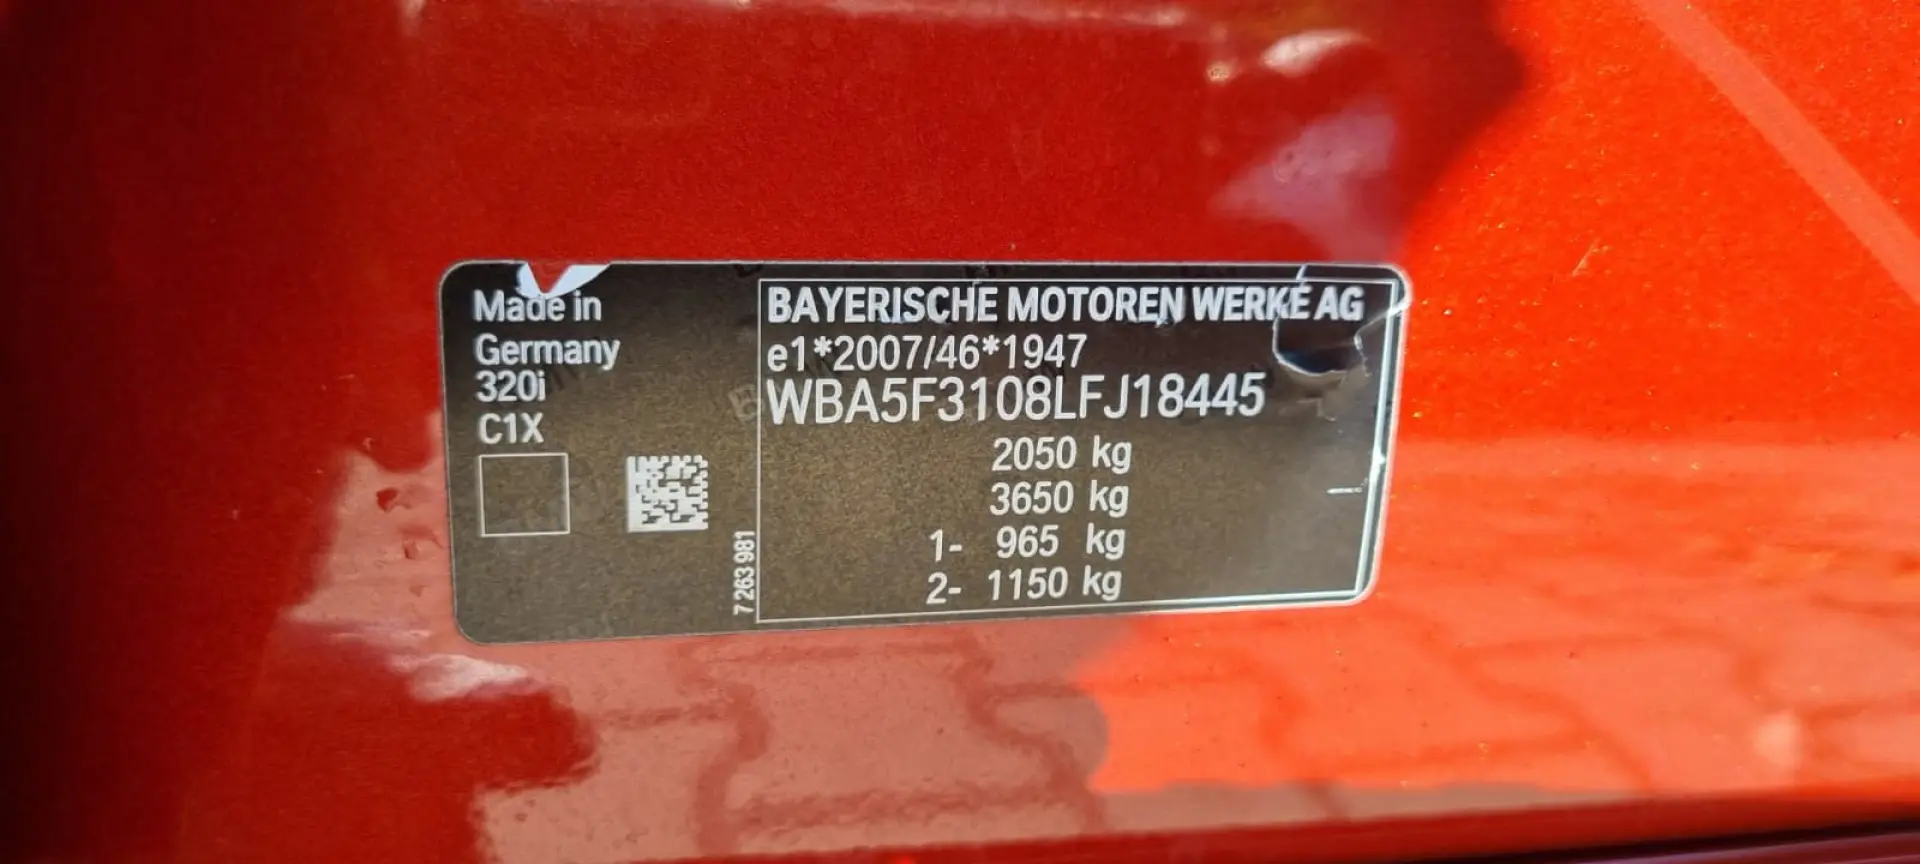 Made in
Germany
320i
C1X
7 263 981
BAYERISCHE MOTOREN WERKE AG
e1*2007/46*1947
WBA5F3108LFJ18445
2050 kg
3650 kg
1- 965 kg
2- 1150 kg